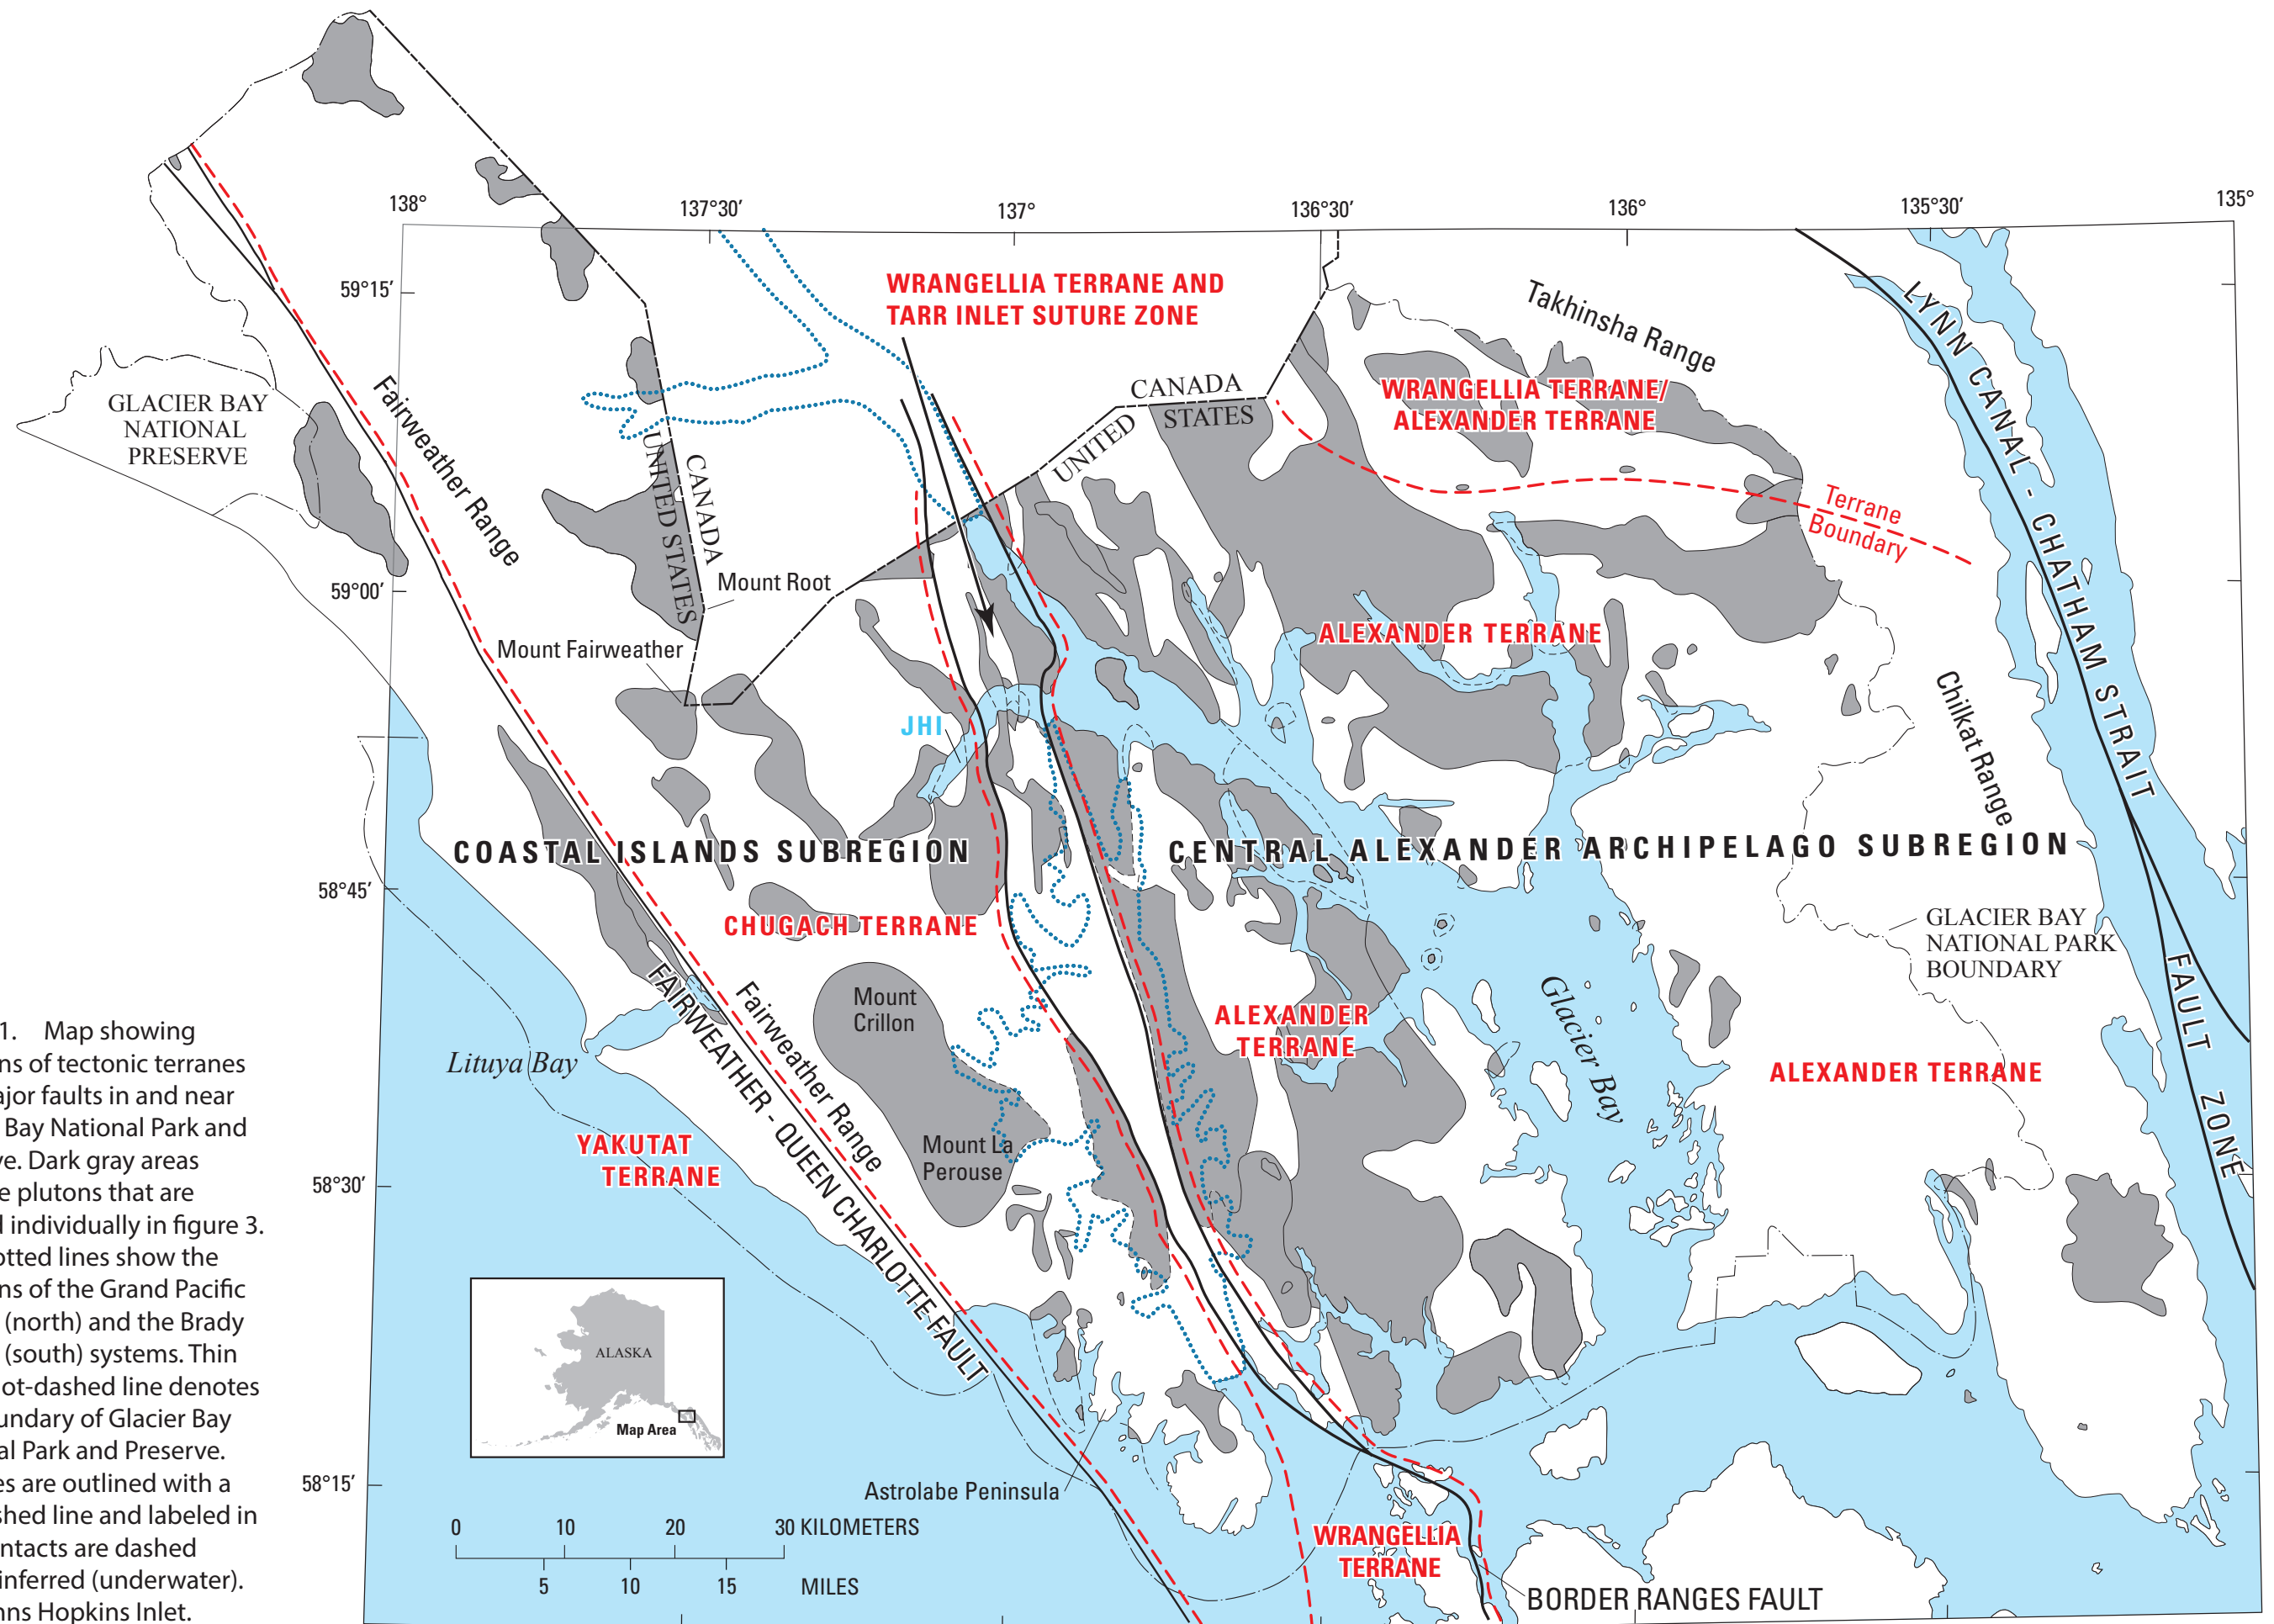 138°
137°30′
137°
136°30′
136°
135°30′
135°
59°15′
59°00′
58°45′
58°30′
58°15′
WRANGELLIA TERRANE AND
TARR INLET SUTURE ZONE
Takhinsha Range
WRANGELLIA TERRANE/
ALEXANDER TERRANE
CANADA
UNITED STATES
LYNN CANAL - CHATHAM STRAIT
FAULT ZONE
GLACIER BAY
NATIONAL
PRESERVE
Fairweather Range
CANADA
UNITED STATES
Terrane
Boundary
Mount Root
Mount Fairweather
ALEXANDER TERRANE
Chilkat Range
JHI
COASTAL ISLANDS SUBREGION
CENTRAL ALEXANDER ARCHIPELAGO SUBREGION
CHUGACH TERRANE
GLACIER BAY
NATIONAL PARK
BOUNDARY
Mount
Crillon
Fairweather Range
FAIRWEATHER - QUEEN CHARLOTTE FAULT
Glacier Bay
ALEXANDER
TERRANE
ALEXANDER TERRANE
Lituya Bay
YAKUTAT
TERRANE
Mount La
Perouse
ALASKA
Map Area
Astrolabe Peninsula
0 10 20 30 KILOMETERS
5 10 15 MILES
WRANGELLIA
TERRANE
BORDER RANGES FAULT
1. Map showing
ns of tectonic terranes
ajor faults in and near
Bay National Park and
ve. Dark gray areas
e plutons that are
d individually in figure 3.
otted lines show the
ns of the Grand Pacific
(north) and the Brady
(south) systems. Thin
ot-dashed line denotes
undary of Glacier Bay
al Park and Preserve.
es are outlined with a
shed line and labeled in
ntacts are dashed
inferred (underwater).
nns Hopkins Inlet.